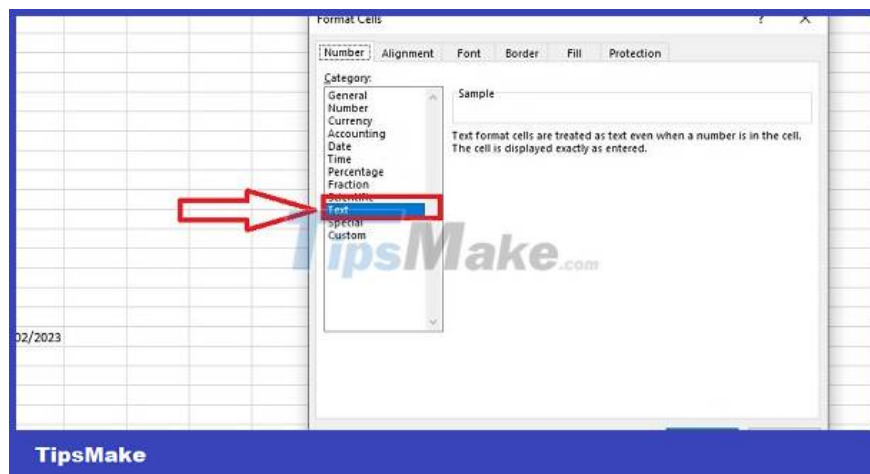 Format Cells ? X
Number Alignment Font Border Fill Protection
Category:
General
Number
Currency
Accounting
Date
Time
Percentage
Fraction
Scientific
Text
Special
Custom
Sample
Text format cells are treated as text even when a number is in the cell.
The cell is displayed exactly as entered.
TipsMake.com
02/2023
TipsMake